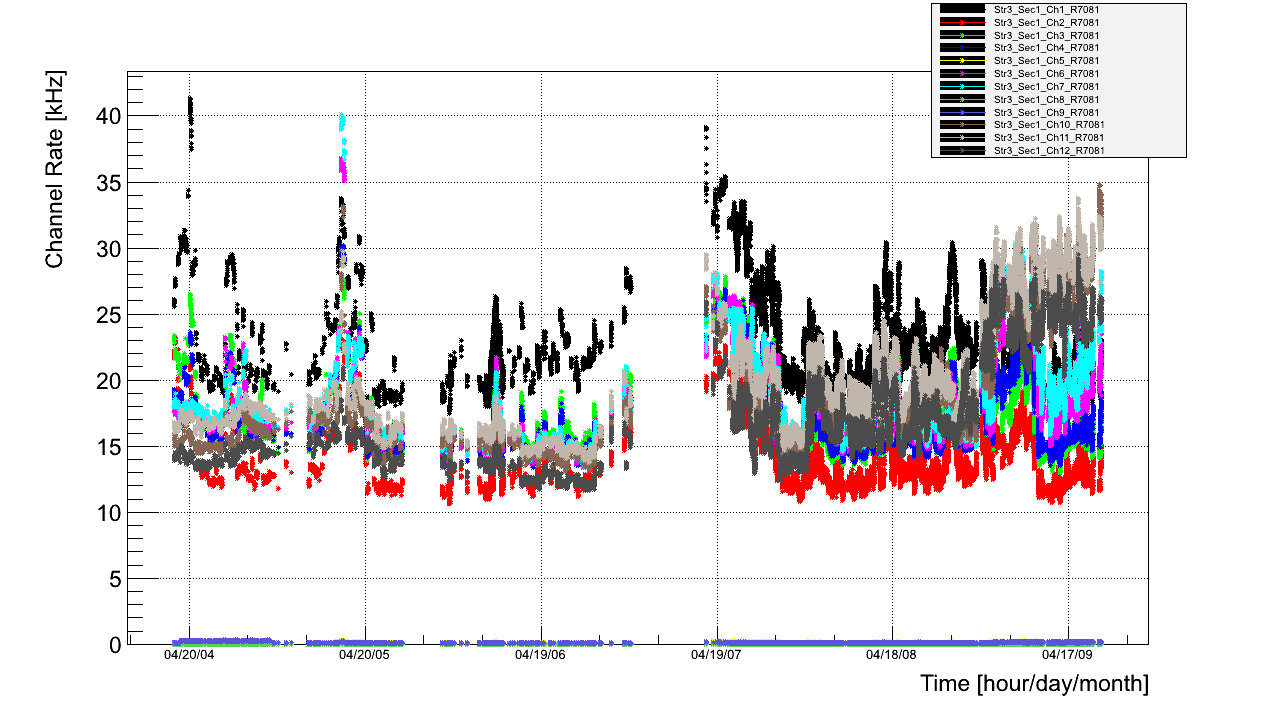 Str3_Sec1_Ch1_R7081
Str3_Sec1_Ch2_R7081
Str3_Sec1_Ch3_R7081
Str3_Sec1_Ch4_R7081
Str3_Sec1_Ch5_R7081
Str3_Sec1_Ch6_R7081
Str3_Sec1_Ch7_R7081
Str3_Sec1_Ch8_R7081
Str3_Sec1_Ch9_R7081
Str3_Sec1_Ch10_R7081
Str3_Sec1_Ch11_R7081
Str3_Sec1_Ch12_R7081
Channel Rate [kHz]
40
35
30
25
20
15
10
5
0
04/20/04 04/20/05 04/19/06 04/19/07 04/18/08 04/17/09
Time [hour/day/month]